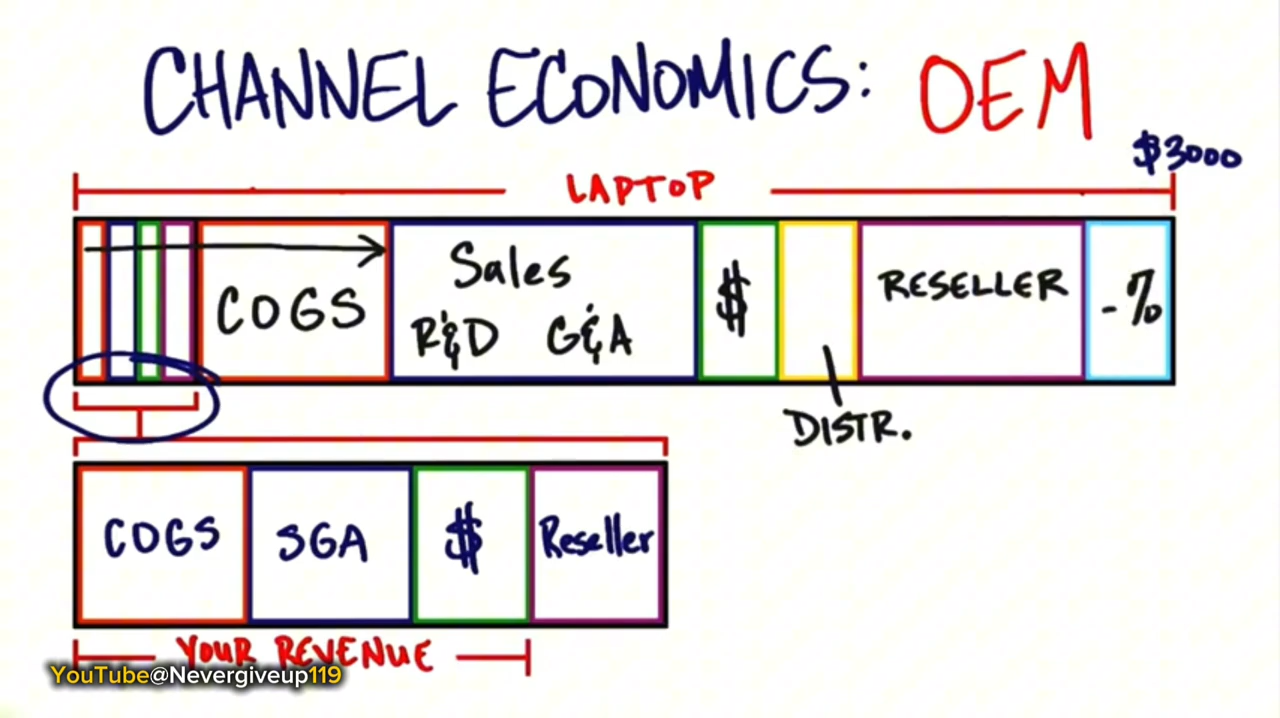 CHANNEL ECONOMICS: OEM
$3000
LAPTOP
COGS
Sales
R&D G&A
$
RESELLER
-%
DISTR.
COGS
SGA
$
Reseller
YOUR REVENUE
YouTube@Nevergiveup119